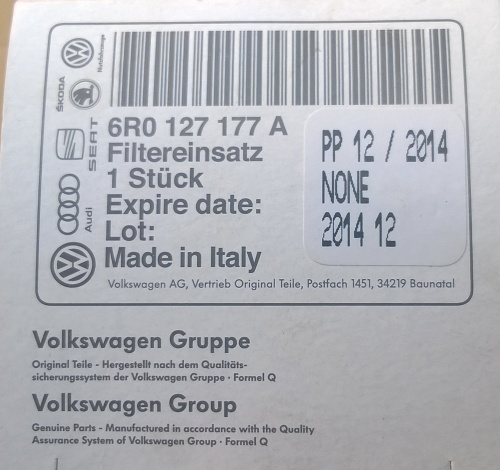 Nutzfahrzeuge
ŠKODA
SEAT
Audi
6R0 127 177 A
Filtereinsatz
1 Stück
Expire date:
Lot:
Made in Italy
PP 12 / 2014
NONE
2014 12
Volkswagen AG, Vertrieb Original Teile, Postfach 1451, 34219 Baunatal
Volkswagen Gruppe
Original Teile - Hergestellt nach dem Qualitäts-
sicherungssystem der Volkswagen Gruppe · Formel Q
Volkswagen Group
Genuine Parts - Manufactured in accordance with the Quality
Assurance System of Volkswagen Group · Formel Q